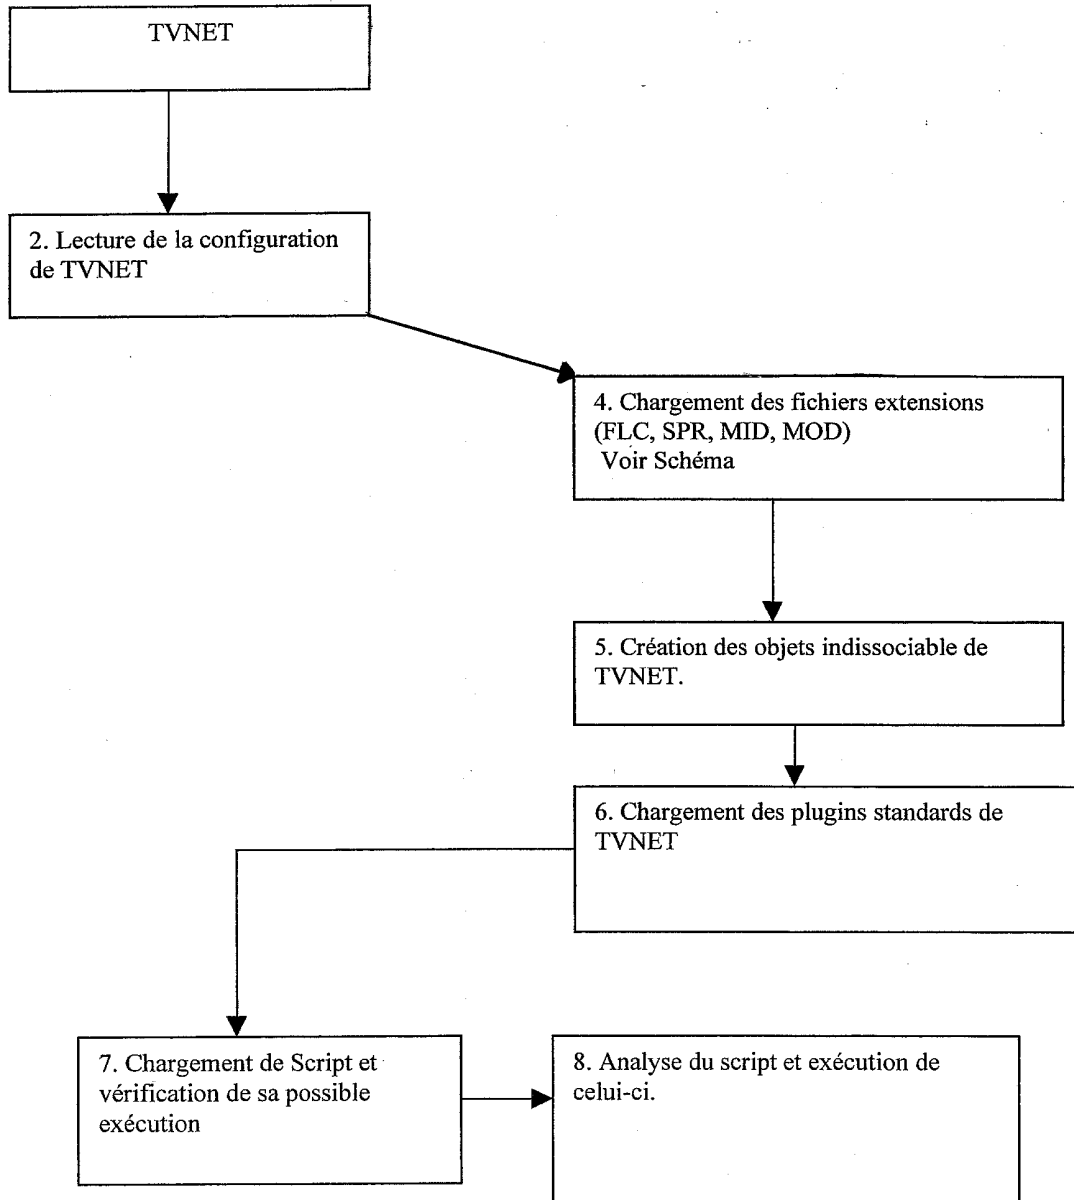 TVNET
2. Lecture de la configuration
de TVNET
4. Chargement des fichiers extensions
(FLC, SPR, MID, MOD)
Voir Schéma
5. Création des objets indissociable de
TVNET.
6. Chargement des plugins standards de
TVNET
7. Chargement de Script et
vérification de sa possible
exécution
8. Analyse du script et exécution de
celui-ci.